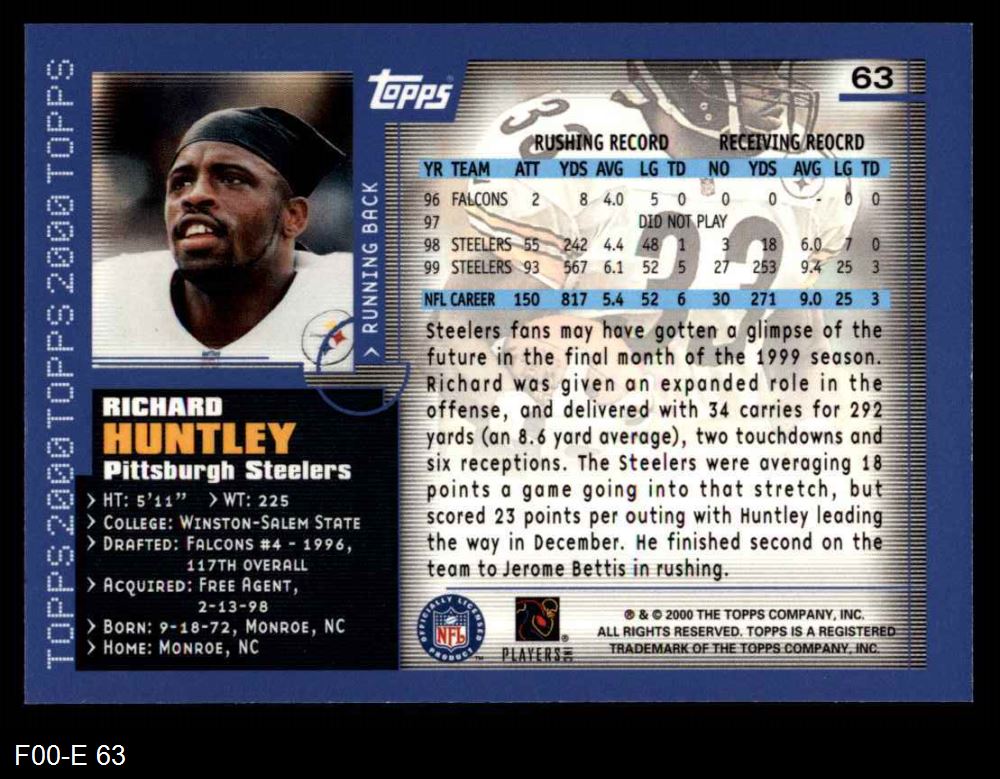 TOPPS 2000 TOPPS 2000 TOPPS 2000 TOPPS
TOPPS
63
33
33
> RUNNING BACK
RICHARD
HUNTLEY
Pittsburgh Steelers
> HT: 5'11" > WT: 225
> COLLEGE: WINSTON-SALEM STATE
> DRAFTED: FALCONS #4 - 1996,
117TH OVERALL
> ACQUIRED: FREE AGENT,
2-13-98
> BORN: 9-18-72, MONROE, NC
> HOME: MONROE, NC
RUSHING RECORD RECEIVING REOCRD
YR TEAM ATT YDS AVG LG TD NO YDS AVG LG TD
96 FALCONS 2 8 4.0 5 0 0 0 - 0 0
97 DID NOT PLAY
98 STEELERS 55 242 4.4 48 1 3 18 6.0 7 0
99 STEELERS 93 567 6.1 52 5 27 253 9.4 25 3
NFL CAREER 150 817 5.4 52 6 30 271 9.0 25 3
Steelers fans may have gotten a glimpse of the
future in the final month of the 1999 season.
Richard was given an expanded role in the
offense, and delivered with 34 carries for 292
yards (an 8.6 yard average), two touchdowns and
six receptions. The Steelers were averaging 18
points a game going into that stretch, but
scored 23 points per outing with Huntley leading
the way in December. He finished second on the
team to Jerome Bettis in rushing.
OFFICIALLY LICENSED
NFL
PRODUCT ™
PLAYERS INC ®
® & © 2000 THE TOPPS COMPANY, INC.
ALL RIGHTS RESERVED. TOPPS IS A REGISTERED
TRADEMARK OF THE TOPPS COMPANY, INC.
F00-E 63